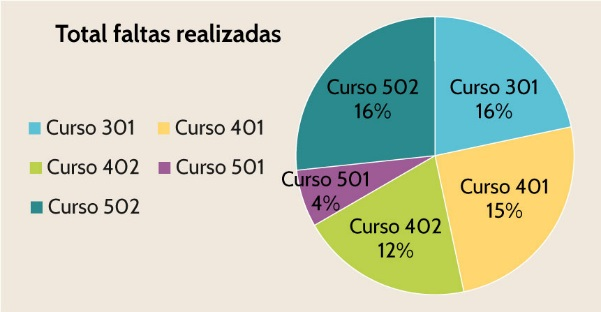 Total faltas realizadas
Curso 301
Curso 401
Curso 402
Curso 501
Curso 502
Curso 502
16%
Curso 301
16%
Curso 501
4%
Curso 401
15%
Curso 402
12%